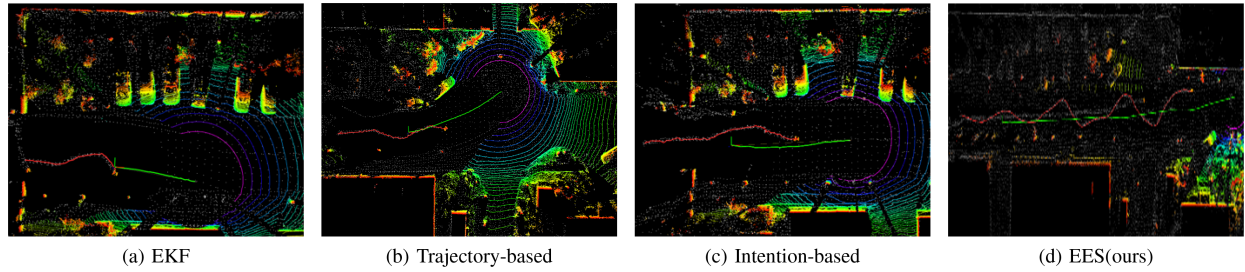 (a) EKF
(b) Trajectory-based
(c) Intention-based
(d) EES(ours)